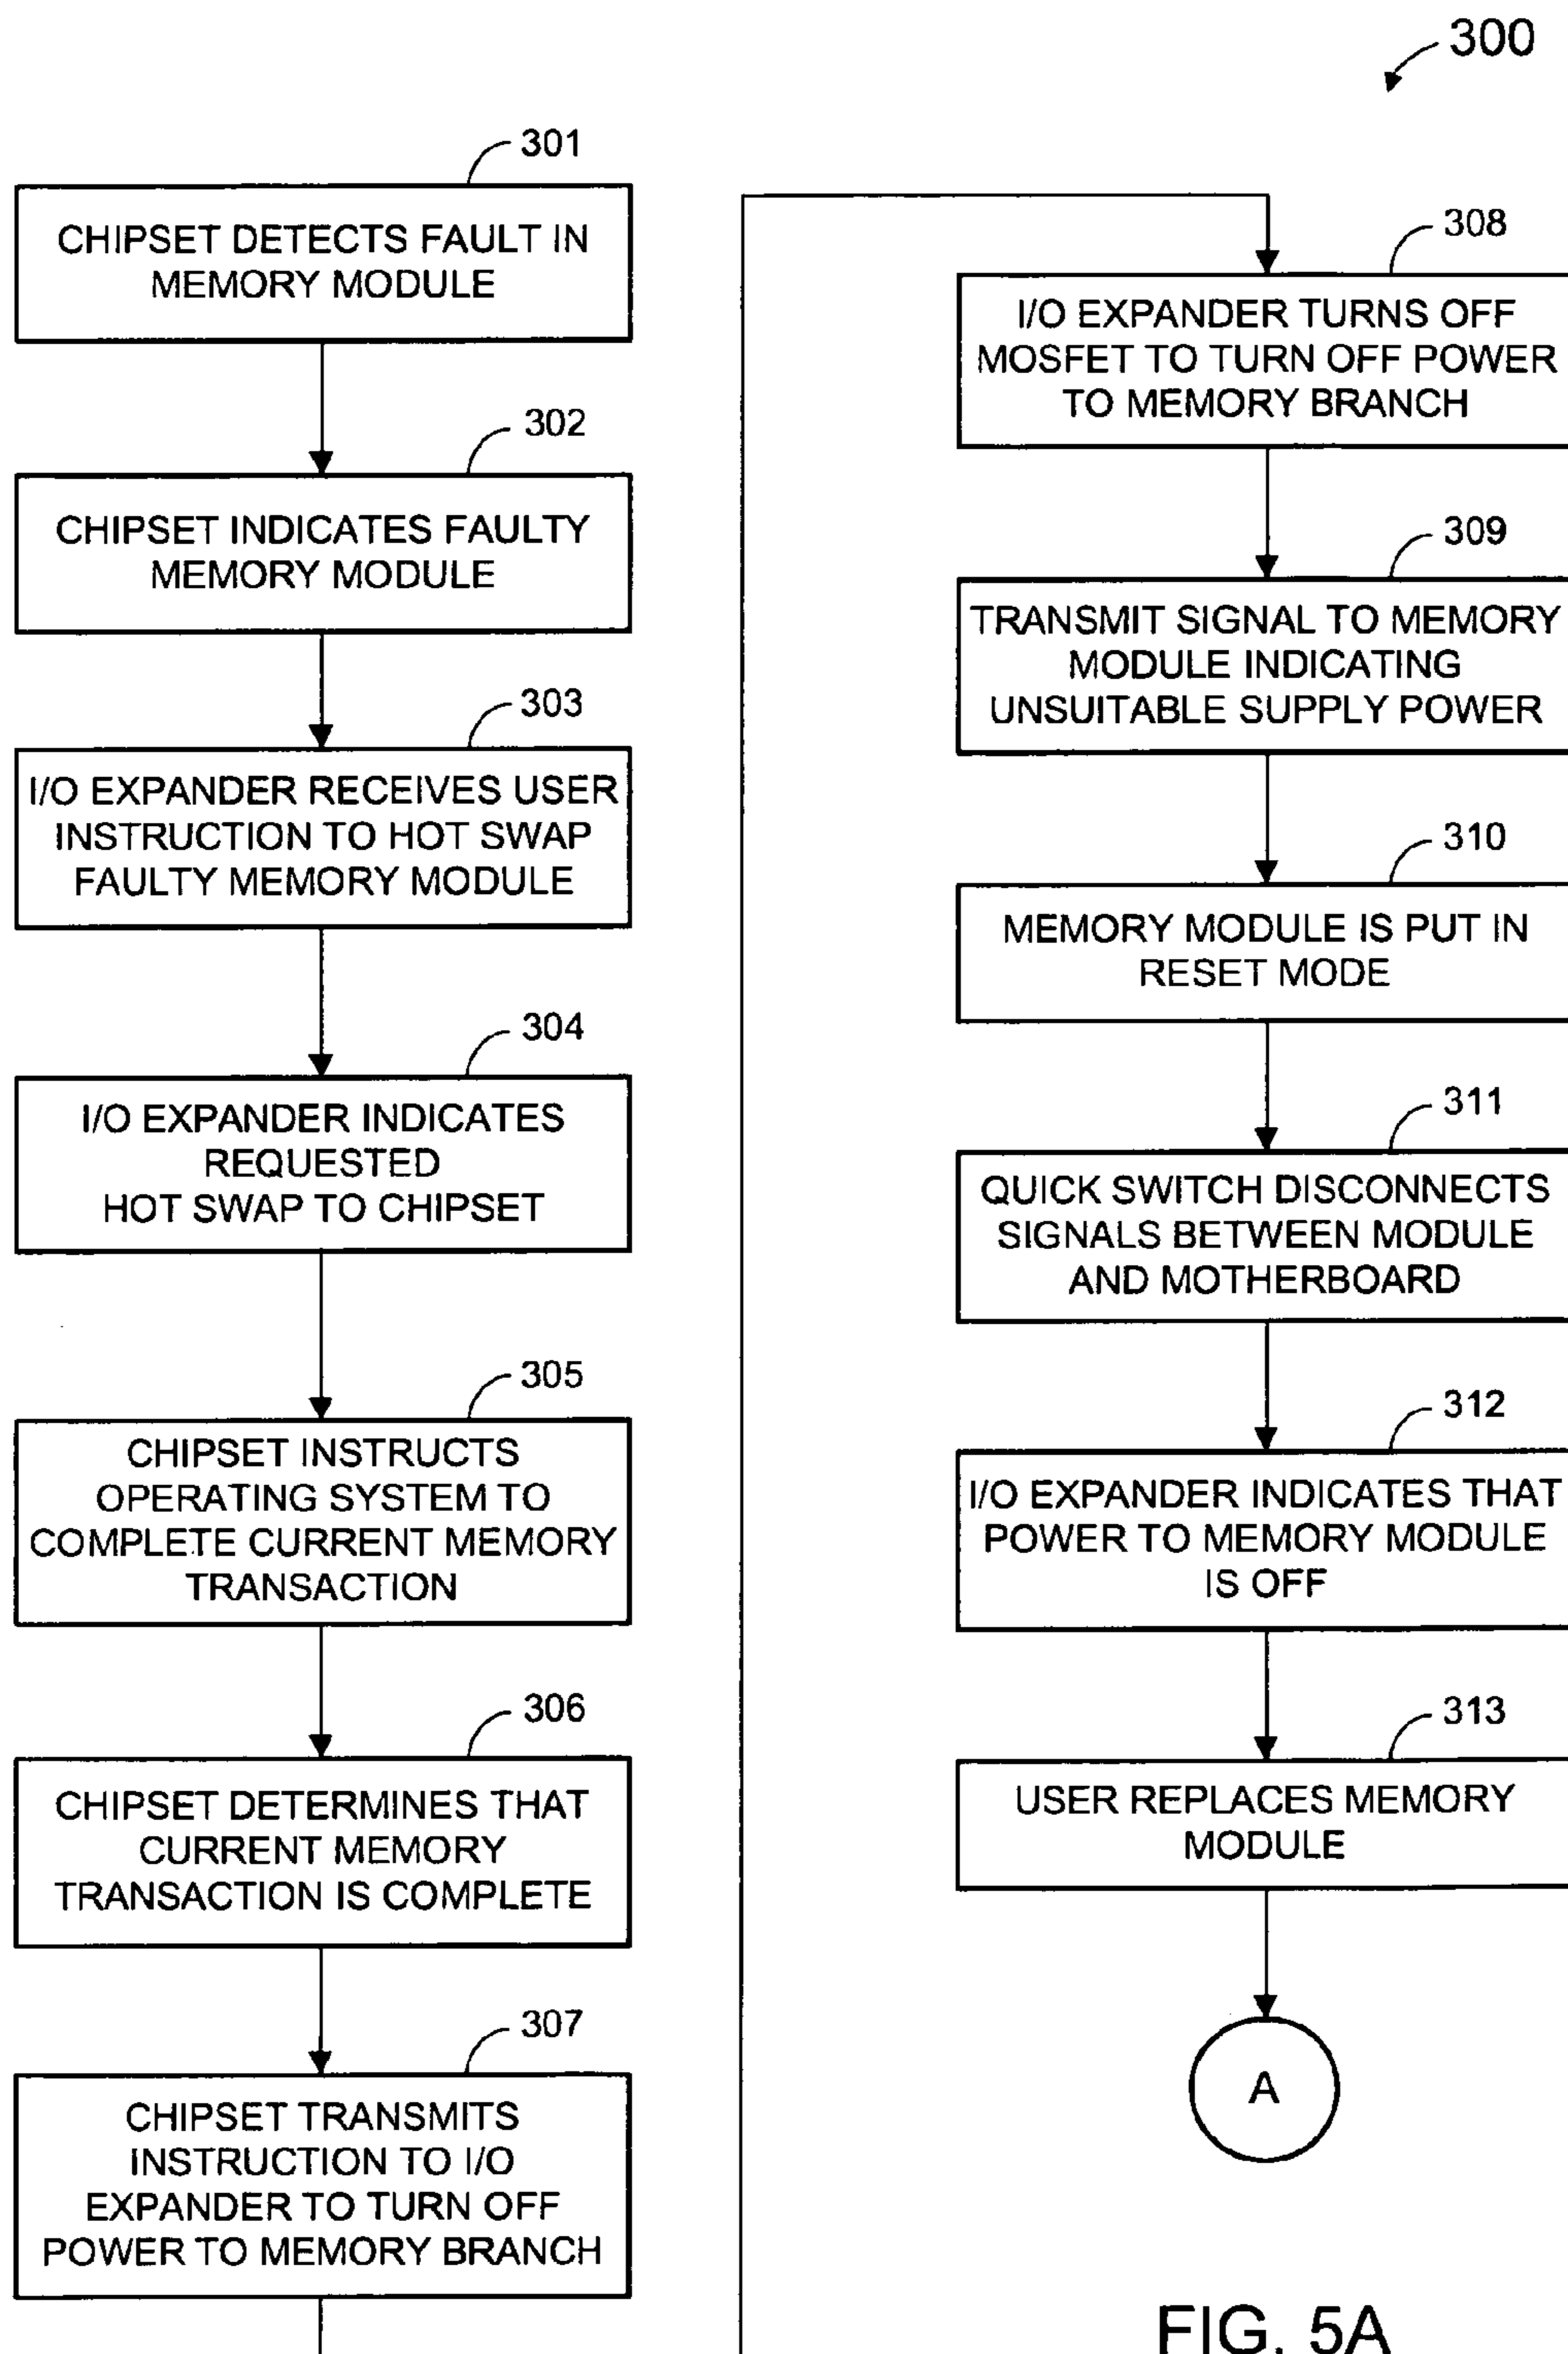 300
301
CHIPSET DETECTS FAULT IN
MEMORY MODULE
302
CHIPSET INDICATES FAULTY
MEMORY MODULE
303
I/O EXPANDER RECEIVES USER
INSTRUCTION TO HOT SWAP
FAULTY MEMORY MODULE
304
I/O EXPANDER INDICATES
REQUESTED
HOT SWAP TO CHIPSET
305
CHIPSET INSTRUCTS
OPERATING SYSTEM TO
COMPLETE CURRENT MEMORY
TRANSACTION
306
CHIPSET DETERMINES THAT
CURRENT MEMORY
TRANSACTION IS COMPLETE
307
CHIPSET TRANSMITS
INSTRUCTION TO I/O
EXPANDER TO TURN OFF
POWER TO MEMORY BRANCH
308
I/O EXPANDER TURNS OFF
MOSFET TO TURN OFF POWER
TO MEMORY BRANCH
309
TRANSMIT SIGNAL TO MEMORY
MODULE INDICATING
UNSUITABLE SUPPLY POWER
310
MEMORY MODULE IS PUT IN
RESET MODE
311
QUICK SWITCH DISCONNECTS
SIGNALS BETWEEN MODULE
AND MOTHERBOARD
312
I/O EXPANDER INDICATES THAT
POWER TO MEMORY MODULE
IS OFF
313
USER REPLACES MEMORY
MODULE
A
FIG. 5A